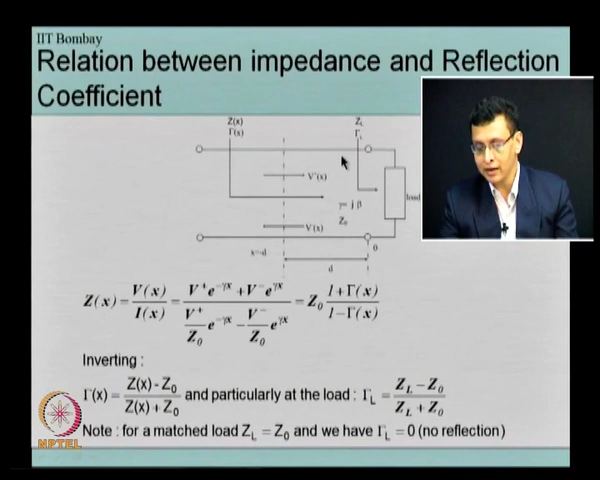 IIT Bombay
Relation between impedance and Reflection
Coefficient
Z(x) Z_L
Γ(x) Γ_L
V⁺(x)
load
γ= j β
V⁻(x) Z₀
x=-d 0
d
Z(x) = V(x)/I(x) = (V⁺e^{-γx} + V⁻e^{γx}) / (V⁺/Z₀ e^{-γx} − V⁻/Z₀ e^{γx}) = Z₀ (1+Γ(x))/(1−Γ(x))
Inverting :
Γ(x) = (Z(x) - Z₀)/(Z(x) + Z₀) and particularly at the load : Γ_L = (Z_L − Z₀)/(Z_L + Z₀)
Note : for a matched load Z_L = Z₀ and we have Γ_L = 0 (no reflection)
NPTEL